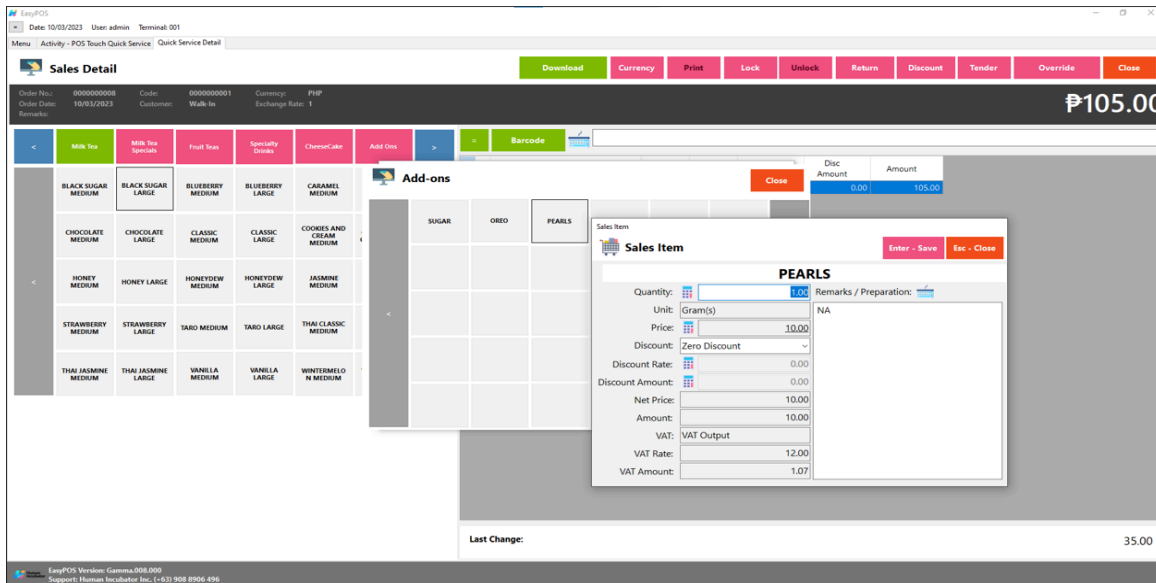 EasyPOS
Date: 10/03/2023 User: admin Terminal: 001
Menu Activity - POS Touch Quick Service Quick Service Detail
Sales Detail Download Currency Print Lock Unlock Return Discount Tender Override Close
Order No.: 0000000008 Code: 0000000001 Currency: PHP
Order Date: 10/03/2023 Customer: Walk-In Exchange Rate: 1
Remarks:
₱105.00
< Milk Tea Milk Tea Specials Fruit Teas Specialty Drinks CheeseCake Add Ons > = Barcode
BLACK SUGAR MEDIUM BLACK SUGAR LARGE BLUEBERRY MEDIUM BLUEBERRY LARGE CARAMEL MEDIUM
CHOCOLATE MEDIUM CHOCOLATE LARGE CLASSIC MEDIUM CLASSIC LARGE COOKIES AND CREAM MEDIUM
< HONEY MEDIUM HONEY LARGE HONEYDEW MEDIUM HONEYDEW LARGE JASMINE MEDIUM
STRAWBERRY MEDIUM STRAWBERRY LARGE TARO MEDIUM TARO LARGE THAI CLASSIC MEDIUM
THAI JASMINE MEDIUM THAI JASMINE LARGE VANILLA MEDIUM VANILLA LARGE WINTERMELO N MEDIUM
Disc Amount Amount
0.00 105.00
Add-ons Close
SUGAR OREO PEARLS
<
Sales Item
Sales Item Enter - Save Esc - Close
PEARLS
Quantity: 1.00 Remarks / Preparation:
Unit: Gram(s) NA
Price: 10.00
Discount: Zero Discount
Discount Rate: 0.00
Discount Amount: 0.00
Net Price: 10.00
Amount: 10.00
VAT: VAT Output
VAT Rate: 12.00
VAT Amount: 1.07
Last Change: 35.00
EasyPOS Version: Gamma.008.000
Support: Human Incubator Inc. (+63) 908 8906 496